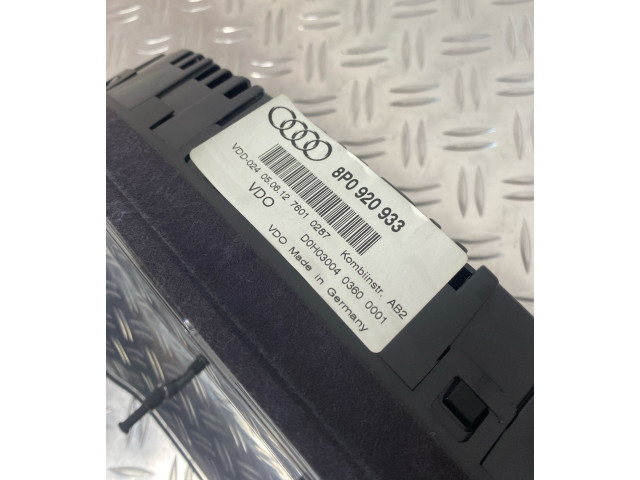 8P0 920 933
VDD-024 05.06.12 7601 0287
VDO
Kombiinstr. AB2
D0H03004 0360 0001
VDO Made in Germany